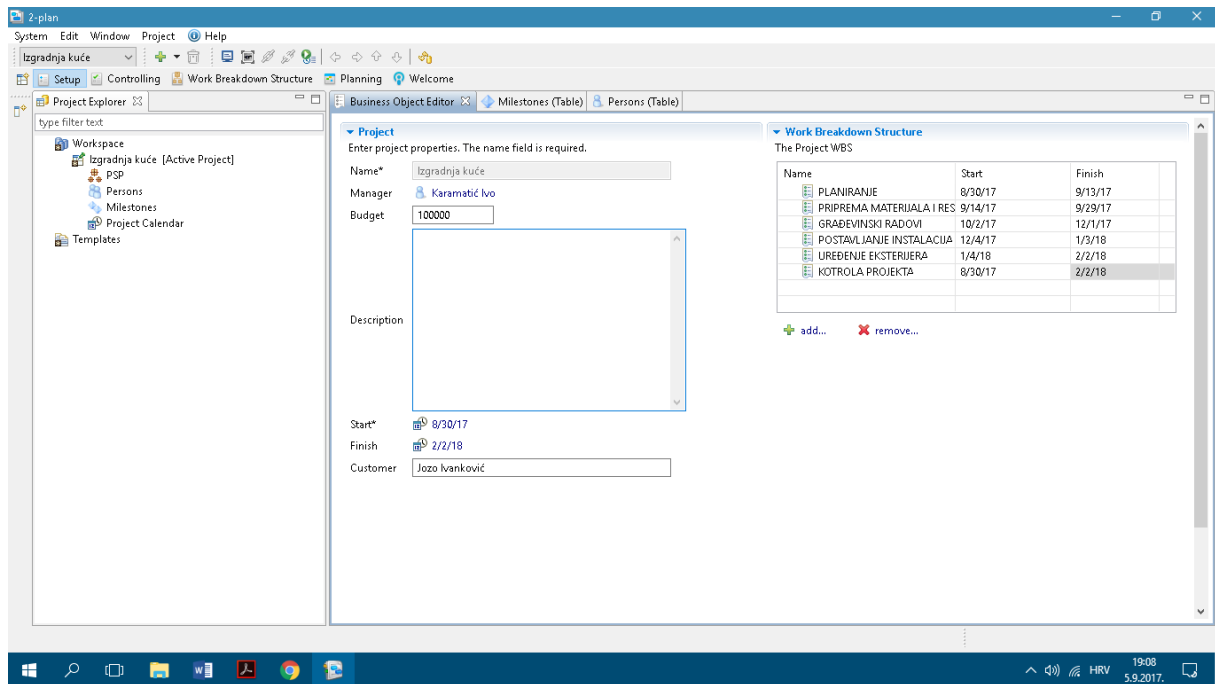 2-plan
System Edit Window Project Help
Izgradnja kuće
Setup Controlling Work Breakdown Structure Planning Welcome
Project Explorer
type filter text
Workspace
Izgradnja kuće [Active Project]
PSP
Persons
Milestones
Project Calendar
Templates
Business Object Editor Milestones (Table) Persons (Table)
Project
Enter project properties. The name field is required.
Name* Izgradnja kuće
Manager Karamatić Ivo
Budget 100000
Description
Start* 8/30/17
Finish 2/2/18
Customer Jozo Ivanković
Work Breakdown Structure
The Project WBS
Name Start Finish
PLANIRANJE 8/30/17 9/13/17
PRIPREMA MATERIJALA I RES 9/14/17 9/29/17
GRAĐEVINSKI RADOVI 10/2/17 12/1/17
POSTAVLJANJE INSTALACIJA 12/4/17 1/3/18
UREĐENJE EKSTERIJERA 1/4/18 2/2/18
KOTROLA PROJEKTA 8/30/17 2/2/18
add... remove...
HRV
19:08
5.9.2017.